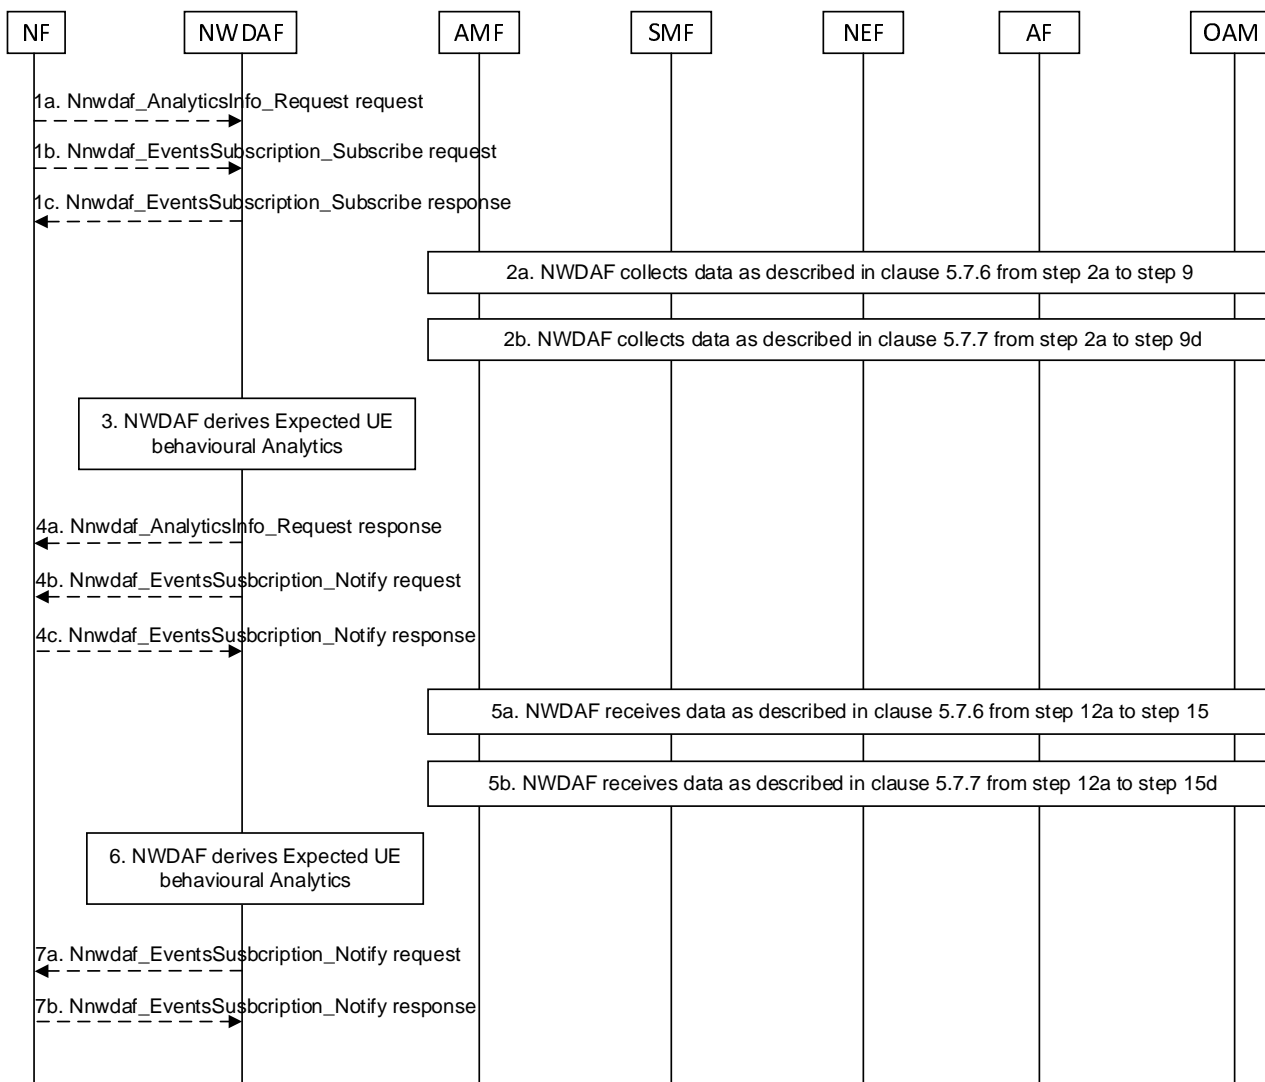 NF
NWDAF
AMF
SMF
NEF
AF
OAM
1a. Nnwdaf_AnalyticsInfo_Request request
1b. Nnwdaf_EventsSubscription_Subscribe request
1c. Nnwdaf_EventsSubscription_Subscribe response
2a. NWDAF collects data as described in clause 5.7.6 from step 2a to step 9
2b. NWDAF collects data as described in clause 5.7.7 from step 2a to step 9d
3. NWDAF derives Expected UE
behavioural Analytics
4a. Nnwdaf_AnalyticsInfo_Request response
4b. Nnwdaf_EventsSusbcription_Notify request
4c. Nnwdaf_EventsSusbcription_Notify response
5a. NWDAF receives data as described in clause 5.7.6 from step 12a to step 15
5b. NWDAF receives data as described in clause 5.7.7 from step 12a to step 15d
6. NWDAF derives Expected UE
behavioural Analytics
7a. Nnwdaf_EventsSusbcription_Notify request
7b. Nnwdaf_EventsSusbcription_Notify response